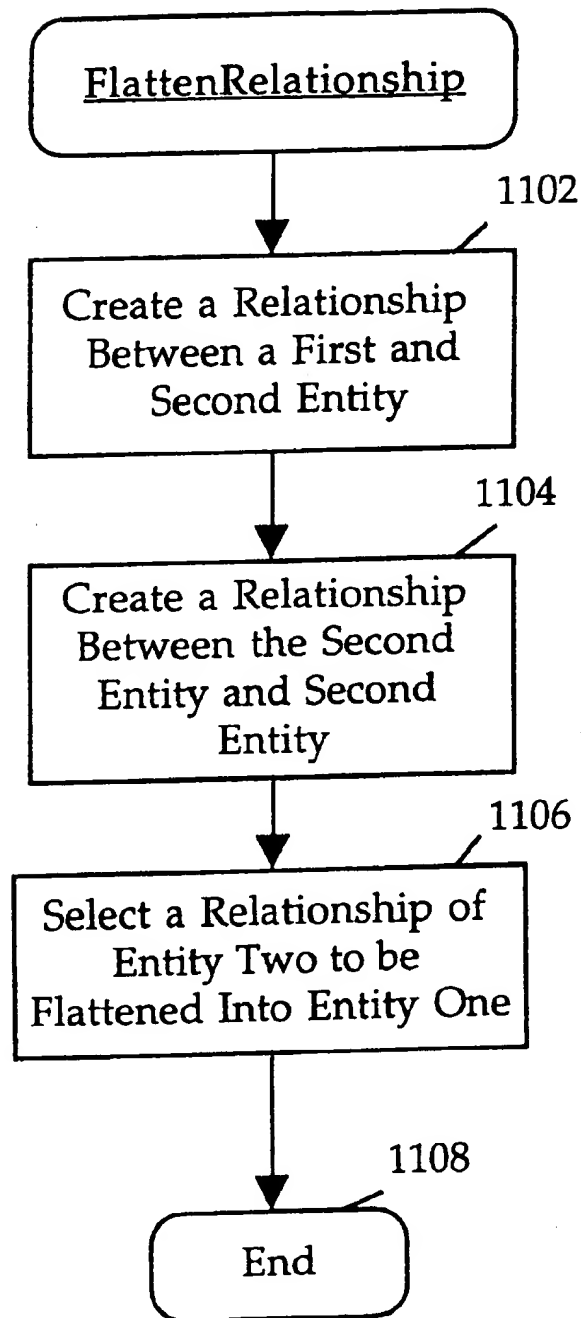 FlattenRelationship
1102
Create a Relationship
Between a First and
Second Entity
1104
Create a Relationship
Between the Second
Entity and Second
Entity
1106
Select a Relationship of
Entity Two to be
Flattened Into Entity One
1108
End